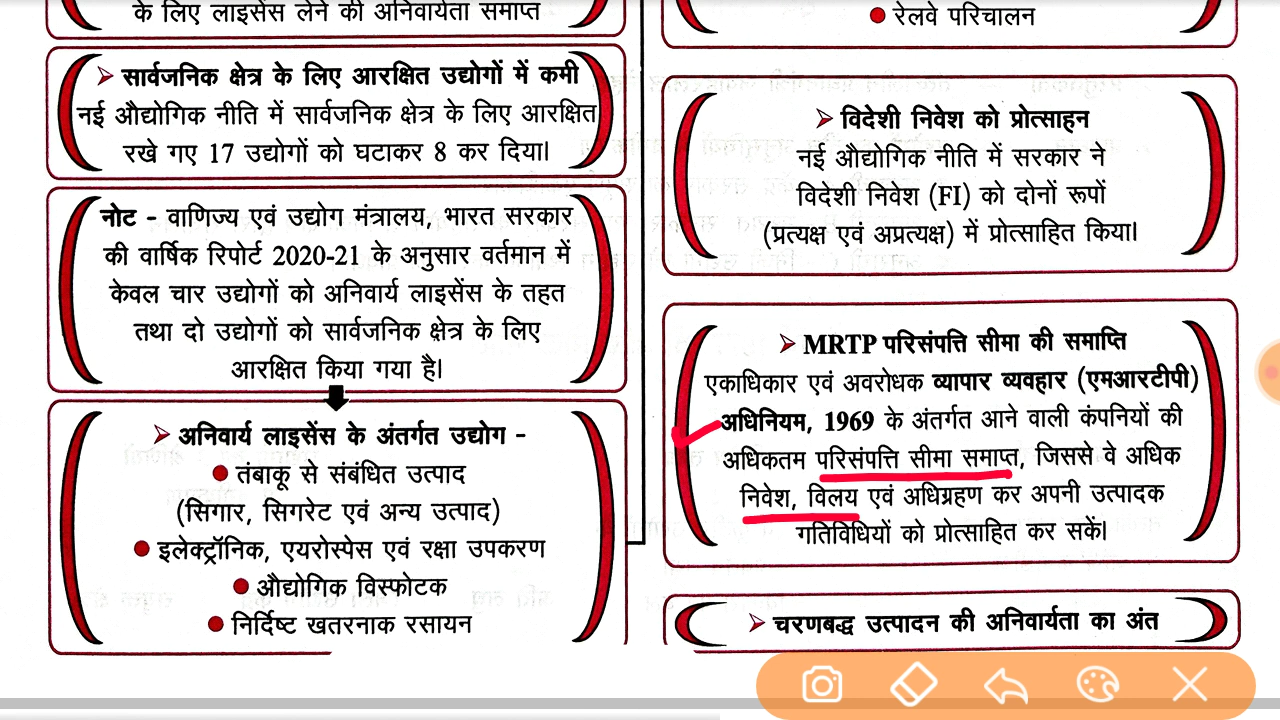 के लिए लाइसेंस लेने की अनिवार्यता समाप्त
सार्वजनिक क्षेत्र के लिए आरक्षित उद्योगों में कमी
नई औद्योगिक नीति में सार्वजनिक क्षेत्र के लिए आरक्षित
रखे गए 17 उद्योगों को घटाकर 8 कर दिया।
नोट - वाणिज्य एवं उद्योग मंत्रालय, भारत सरकार
की वार्षिक रिपोर्ट 2020-21 के अनुसार वर्तमान में
केवल चार उद्योगों को अनिवार्य लाइसेंस के तहत
तथा दो उद्योगों को सार्वजनिक क्षेत्र के लिए
आरक्षित किया गया है।
अनिवार्य लाइसेंस के अंतर्गत उद्योग -
तंबाकू से संबंधित उत्पाद
(सिगार, सिगरेट एवं अन्य उत्पाद)
इलेक्ट्रॉनिक, एयरोस्पेस एवं रक्षा उपकरण
औद्योगिक विस्फोटक
निर्दिष्ट खतरनाक रसायन
रेलवे परिचालन
विदेशी निवेश को प्रोत्साहन
नई औद्योगिक नीति में सरकार ने
विदेशी निवेश (FI) को दोनों रूपों
(प्रत्यक्ष एवं अप्रत्यक्ष) में प्रोत्साहित किया।
MRTP परिसंपत्ति सीमा की समाप्ति
एकाधिकार एवं अवरोधक व्यापार व्यवहार (एमआरटीपी)
अधिनियम, 1969 के अंतर्गत आने वाली कंपनियों की
अधिकतम परिसंपत्ति सीमा समाप्त, जिससे वे अधिक
निवेश, विलय एवं अधिग्रहण कर अपनी उत्पादक
गतिविधियों को प्रोत्साहित कर सकें।
चरणबद्ध उत्पादन की अनिवार्यता का अंत